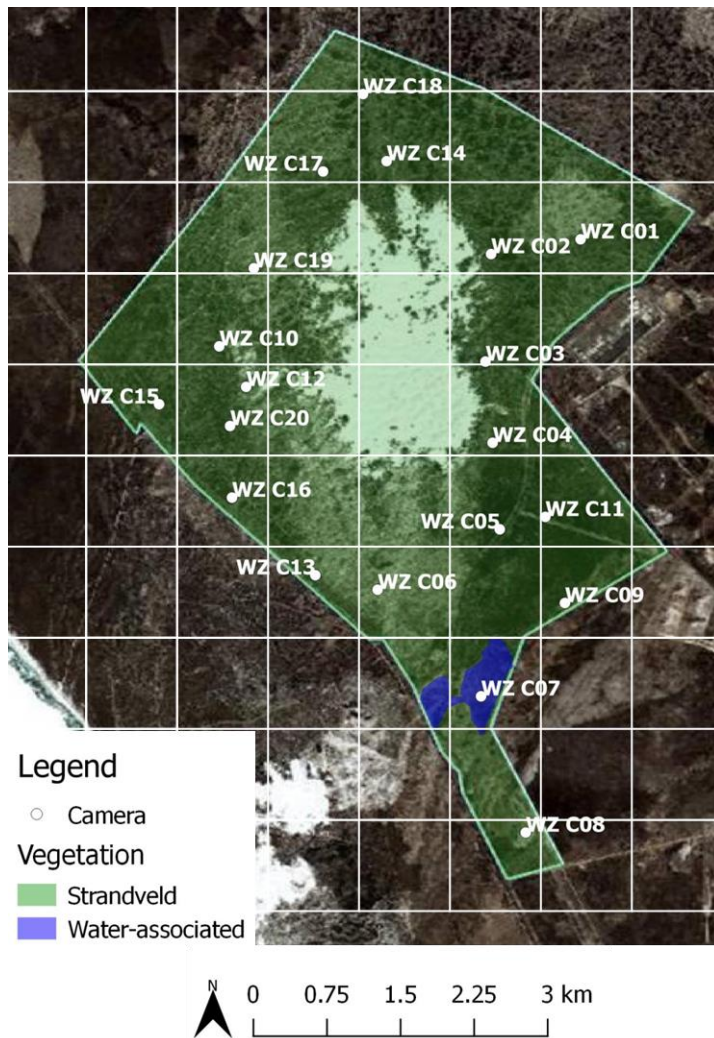 WZ C18
WZ C14
WZ C17
WZ C01
WZ C02
WZ C19
WZ C10
WZ C03
WZ C12
WZ C15
WZ C20
WZ C04
WZ C16
WZ C11
WZ C05
WZ C13
WZ C06
WZ C09
WZ C07
WZ C08
Legend
Camera
Vegetation
Strandveld
Water-associated
N
0 0.75 1.5 2.25 3 km